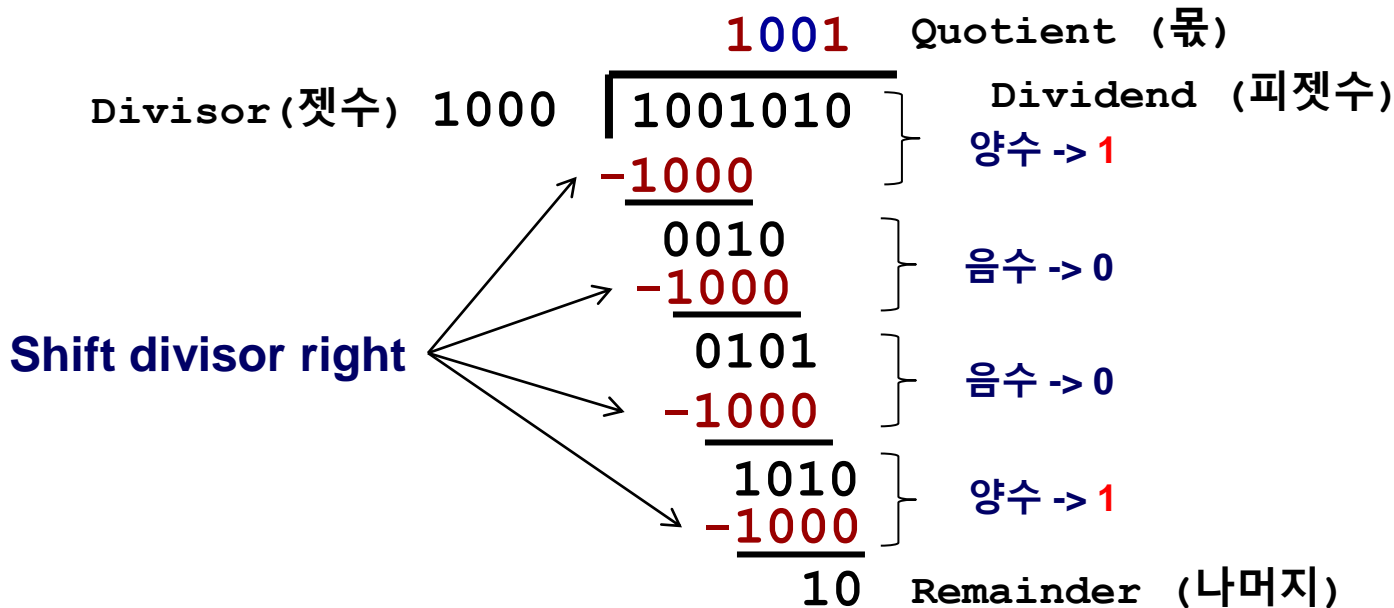 1001 Quotient (몫)
Divisor(젯수) 1000 1001010 Dividend (피젯수)
양수 -> 1
-1000
0010
음수 -> 0
-1000
Shift divisor right
0101
음수 -> 0
-1000
1010
양수 -> 1
-1000
10 Remainder (나머지)